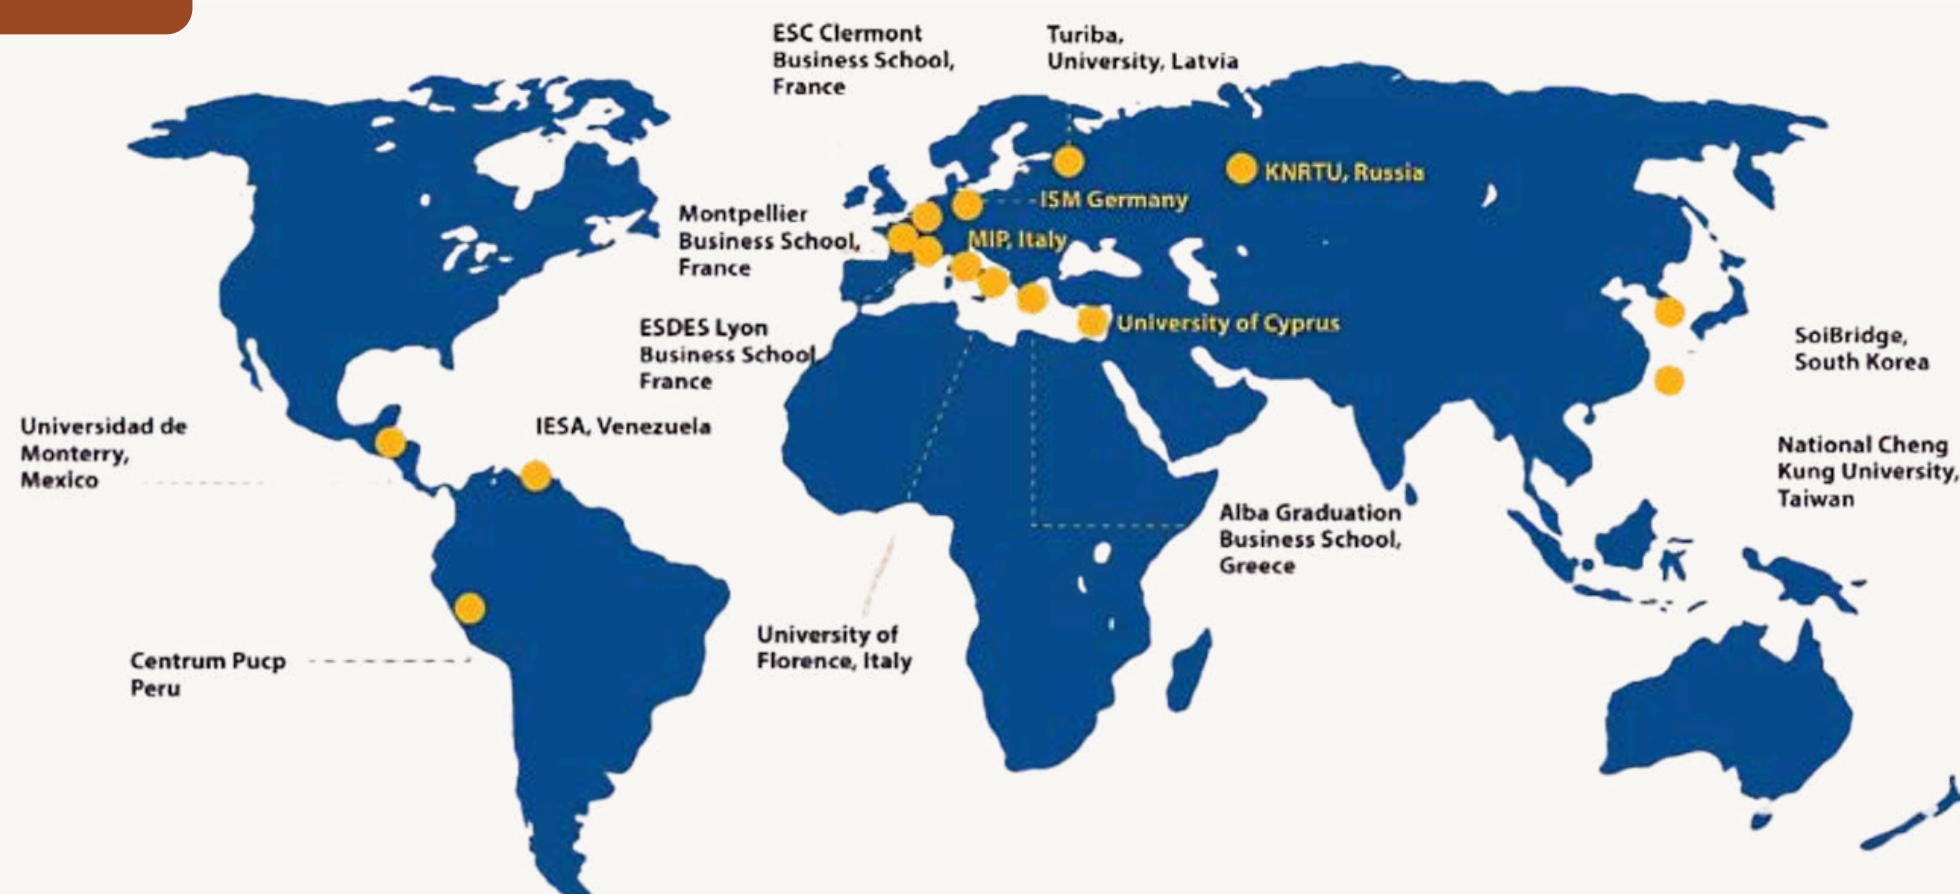 ESC Clermont
Business School,
France
Turiba,
University, Latvia
KNRTU, Russia
ISM Germany
Montpellier
Business School,
France
MIP, Italy
University of Cyprus
ESDES Lyon
Business School
France
SoiBridge,
South Korea
Universidad de
Monterry,
Mexico
IESA, Venezuela
National Cheng
Kung University,
Taiwan
Alba Graduation
Business School,
Greece
University of
Florence, Italy
Centrum Pucp
Peru